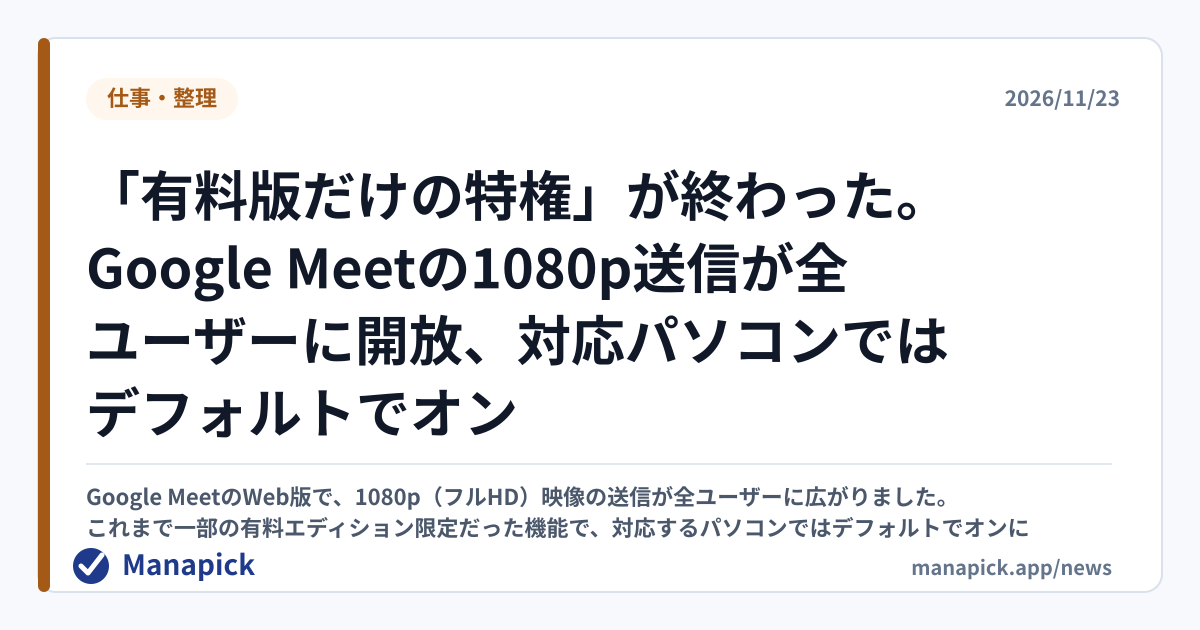 仕事・整理
2026/11/23
「有料版だけの特権」が終わった。
Google Meetの1080p送信が全
ユーザーに開放、対応パソコンでは
デフォルトでオン
Google MeetのWeb版で、1080p（フルHD）映像の送信が全ユーザーに広がりました。
これまで一部の有料エディション限定だった機能で、対応するパソコンではデフォルトでオンに
Manapick
manapick.app/news